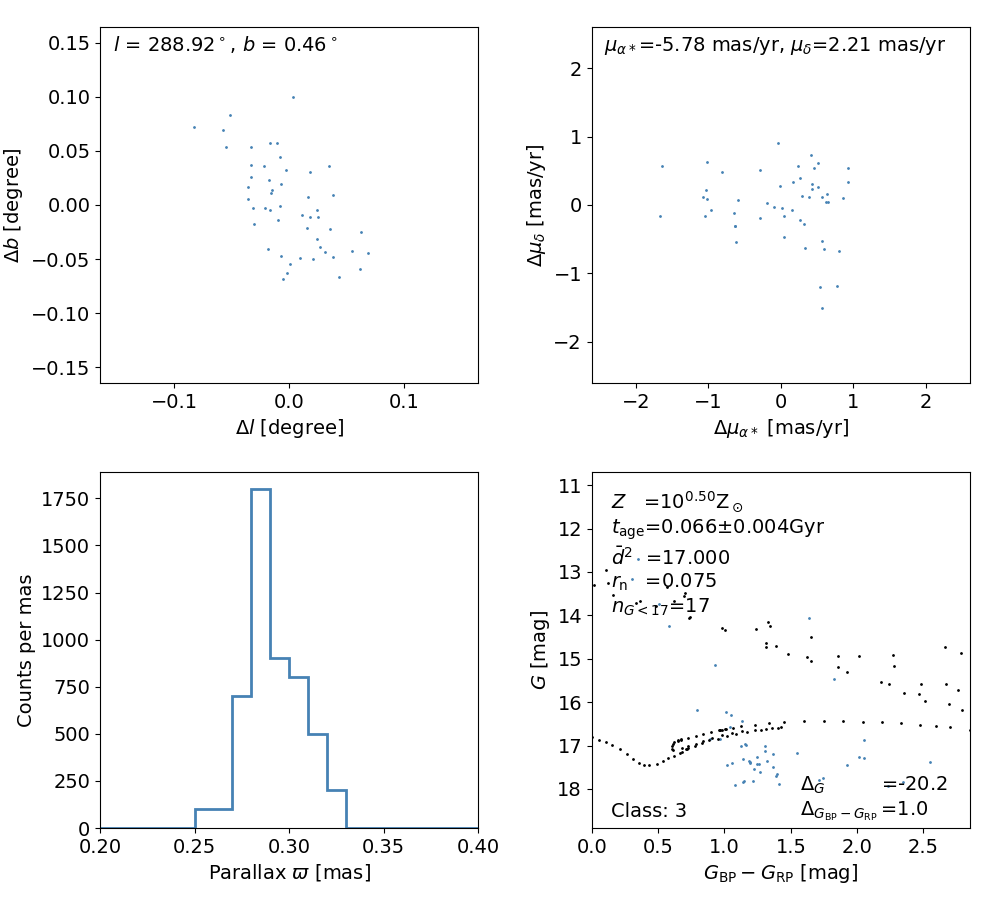 l = 288.92°, b = 0.46°
0.15
0.10
0.05
0.00
−0.05
−0.10
−0.15
Δb [degree]
−0.1 0.0 0.1
Δl [degree]
μα*=-5.78 mas/yr, μδ=2.21 mas/yr
2
1
0
−1
−2
Δμδ [mas/yr]
−2 −1 0 1 2
Δμα* [mas/yr]
1750
1500
1250
1000
750
500
250
0
Counts per mas
0.20 0.25 0.30 0.35 0.40
Parallax ϖ [mas]
11
12
13
14
15
16
17
18
G [mag]
Z =10^0.50 Z⊙
t_age=0.066±0.004Gyr
d̄² =17.000
r_n =0.075
n_G<17=17
Δ_G =-20.2
Δ_G_BP−G_RP =1.0
Class: 3
0.0 0.5 1.0 1.5 2.0 2.5
G_BP − G_RP [mag]